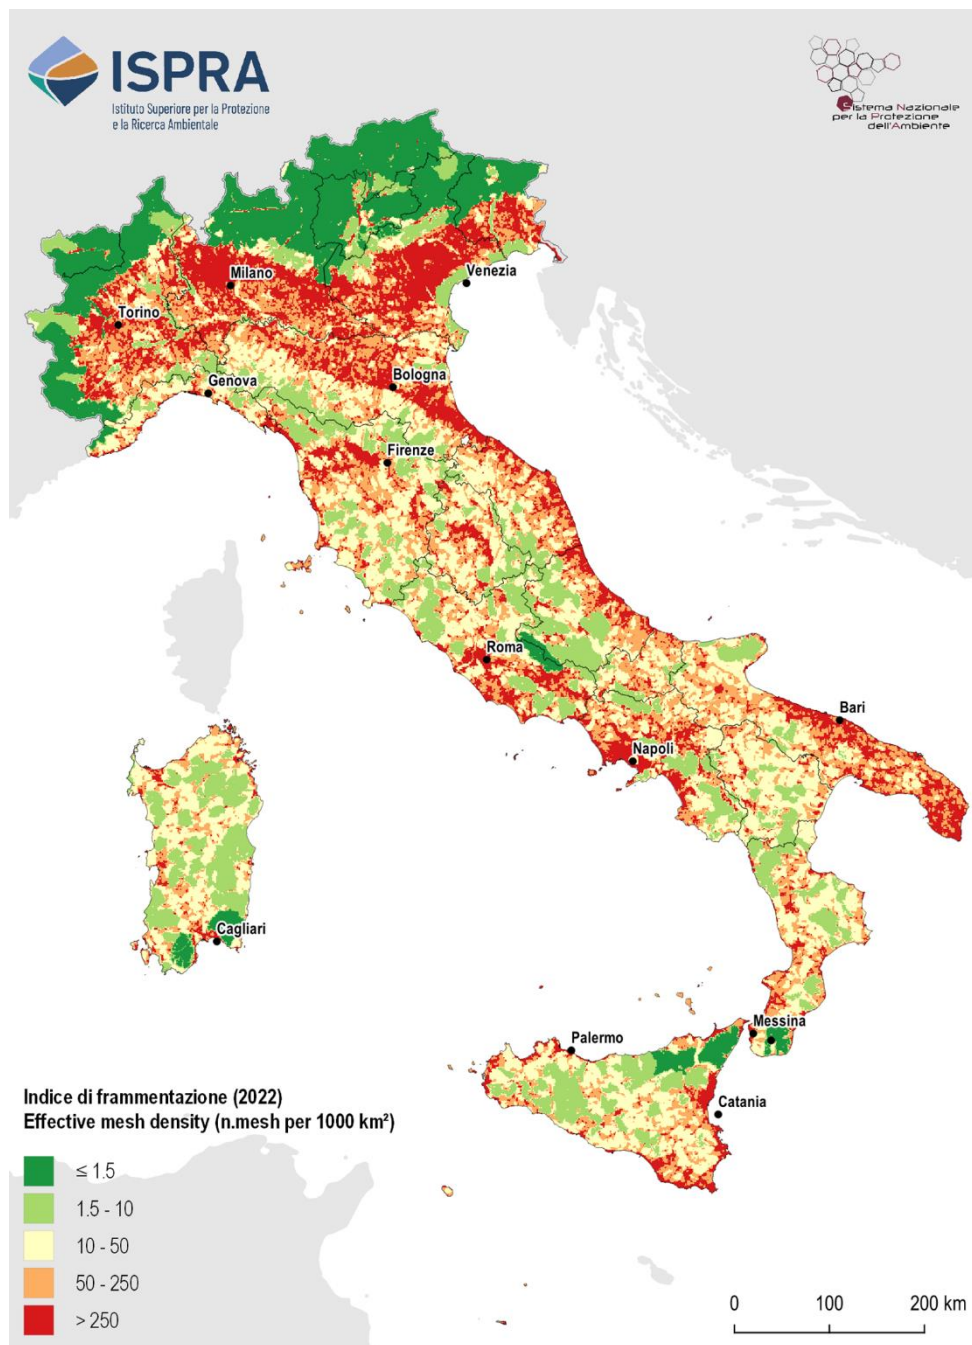 ISPRA
Istituto Superiore per la Protezione
e la Ricerca Ambientale
Sistema Nazionale
per la Protezione
dell'Ambiente
Milano
Venezia
Torino
Genova
Bologna
Firenze
Roma
Bari
Napoli
Cagliari
Messina
Palermo
Catania
Indice di frammentazione (2022)
Effective mesh density (n.mesh per 1000 km²)
≤ 1.5
1.5 - 10
10 - 50
50 - 250
> 250
0 100 200 km